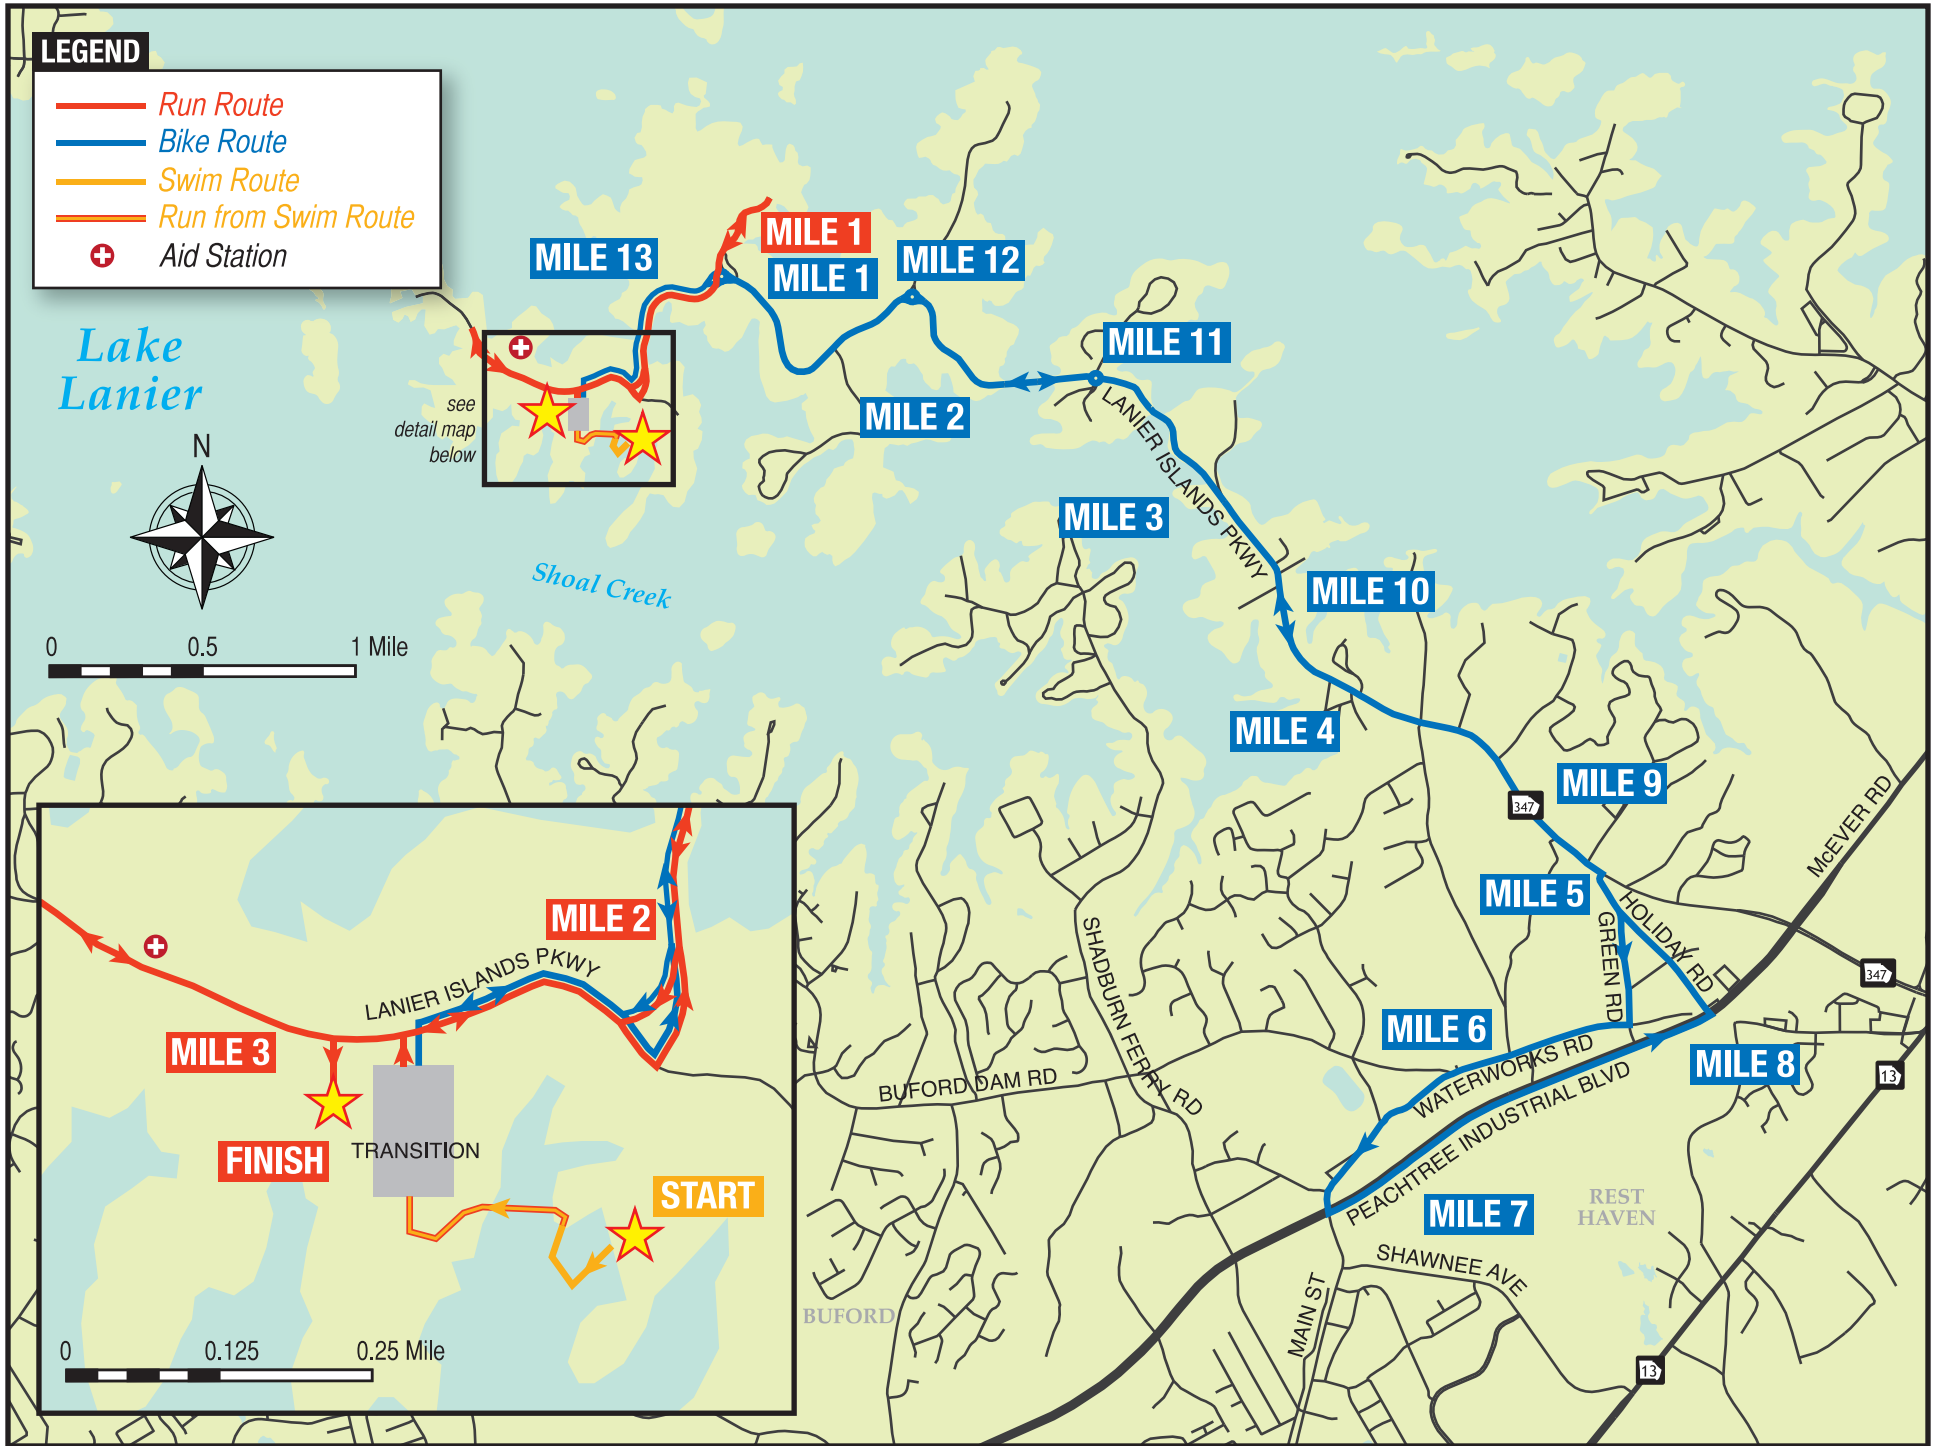 LEGEND
Run Route
Bike Route
Swim Route
Run from Swim Route
Aid Station
Lake
Lanier
N
0 0.5 1 Mile
see
detail map
below
Shoal Creek
MILE 13
MILE 1
MILE 1
MILE 12
MILE 11
MILE 2
LANIER ISLANDS PKWY
MILE 3
MILE 10
MILE 4
MILE 9
347
McEVER RD
MILE 5
HOLIDAY RD
GREEN RD
347
MILE 6
WATERWORKS RD
MILE 8
13
PEACHTREE INDUSTRIAL BLVD
MILE 7
REST
HAVEN
SHADBURN FERRY RD
BUFORD DAM RD
SHAWNEE AVE
MAIN ST
BUFORD
13
MILE 2
LANIER ISLANDS PKWY
MILE 3
FINISH
TRANSITION
START
0 0.125 0.25 Mile